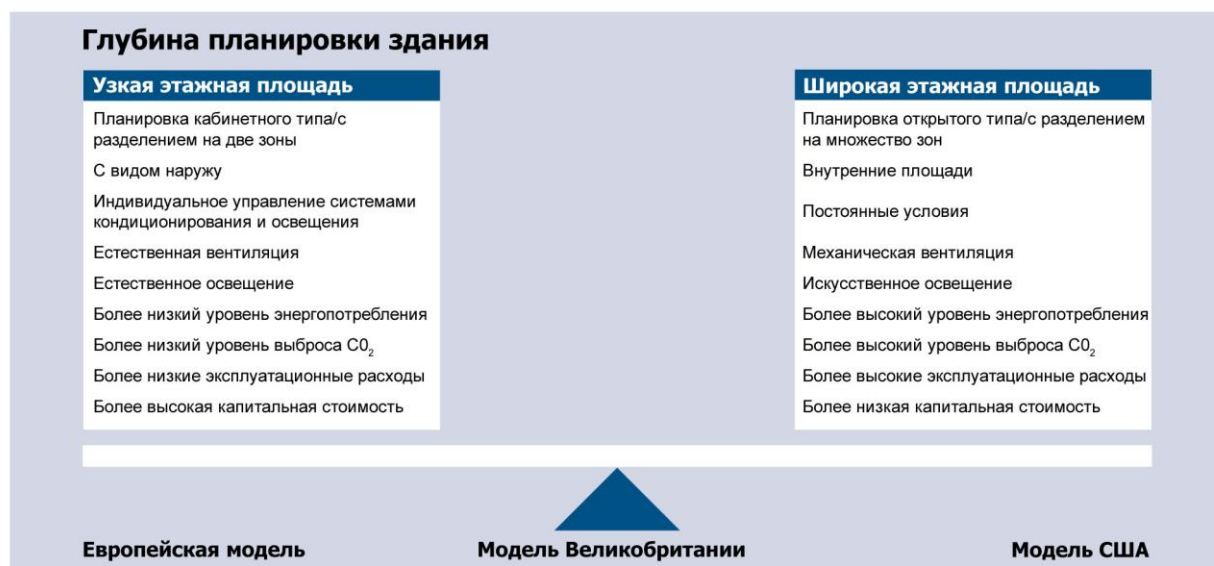 Глубина планировки здания
Узкая этажная площадь
Планировка кабинетного типа/с
разделением на две зоны
С видом наружу
Индивидуальное управление системами
кондиционирования и освещения
Естественная вентиляция
Естественное освещение
Более низкий уровень энергопотребления
Более низкий уровень выброса C0₂
Более низкие эксплуатационные расходы
Более высокая капитальная стоимость
Широкая этажная площадь
Планировка открытого типа/с разделением
на множество зон
Внутренние площади
Постоянные условия
Механическая вентиляция
Искусственное освещение
Более высокий уровень энергопотребления
Более высокий уровень выброса C0₂
Более высокие эксплуатационные расходы
Более низкая капитальная стоимость
Европейская модель
Модель Великобритании
Модель США